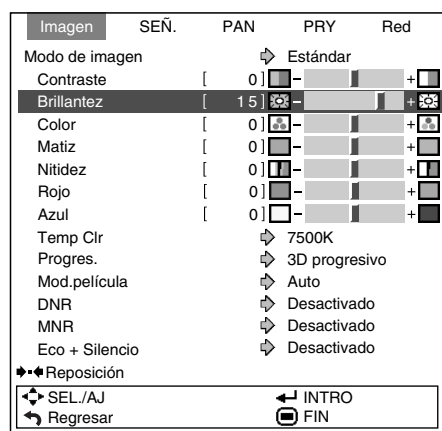 Imagen SEÑ. PAN PRY Red
Modo de imagen Estándar
Contraste [ 0] - +
Brillantez [ 15] - +
Color [ 0] - +
Matiz [ 0] - +
Nitidez [ 0] - +
Rojo [ 0] - +
Azul [ 0] - +
Temp Clr 7500K
Progres. 3D progresivo
Mod.película Auto
DNR Desactivado
MNR Desactivado
Eco + Silencio Desactivado
Reposición
SEL./AJ INTRO
Regresar FIN